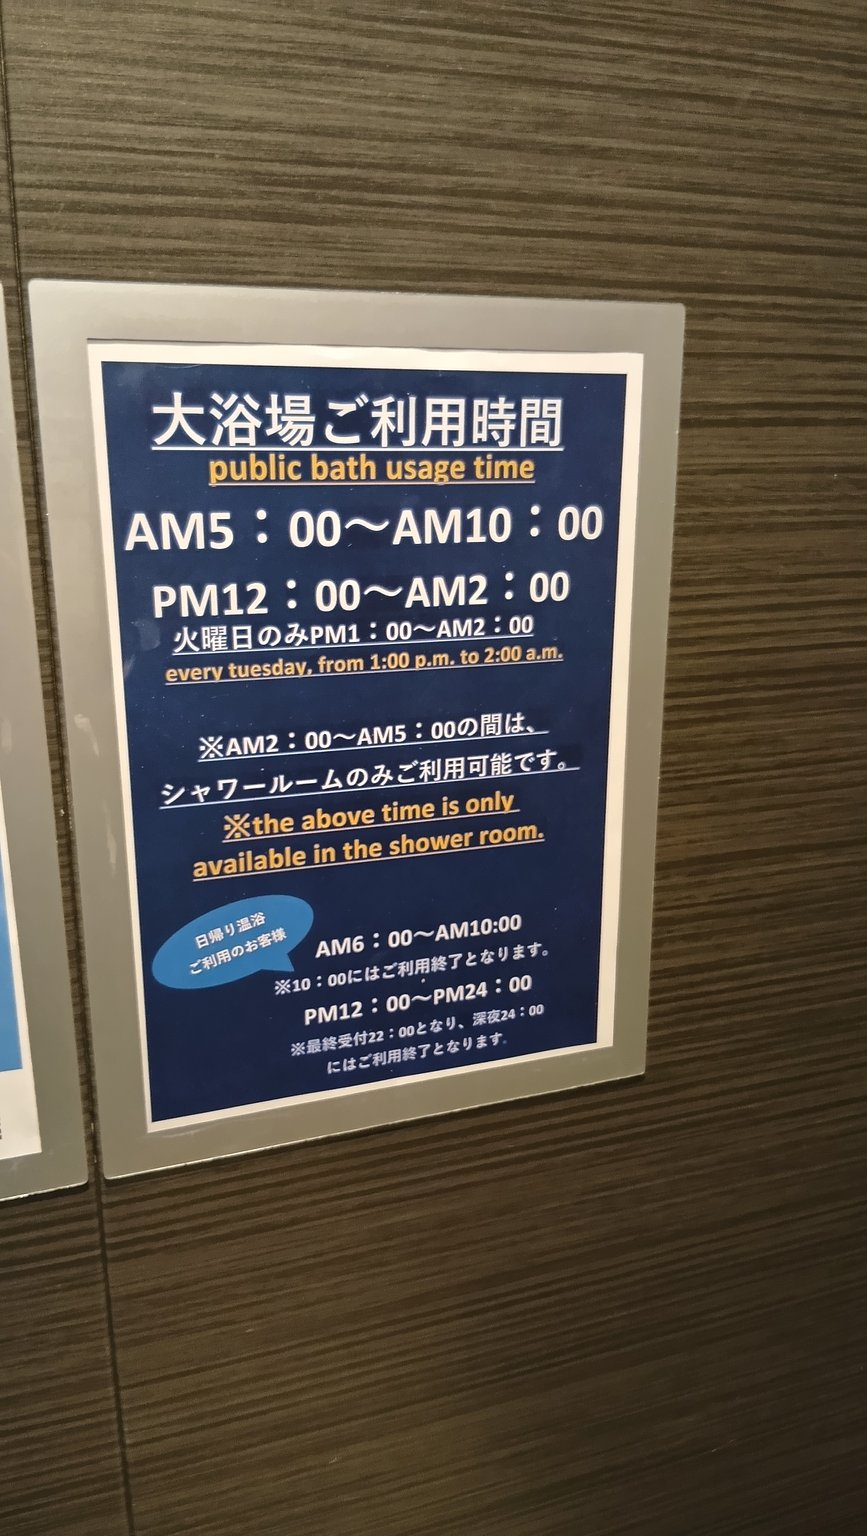 大浴場ご利用時間
public bath usage time
AM5：00～AM10：00
PM12：00～AM2：00
火曜日のみPM1：00～AM2：00
every tuesday, from 1:00 p.m. to 2:00 a.m.
※AM2：00～AM5：00の間は、
シャワールームのみご利用可能です。
※the above time is only
available in the shower room.
日帰り温浴
ご利用のお客様
AM6：00～AM10:00
※10：00にはご利用終了となります。
PM12：00～PM24：00
※最終受付22：00となり、深夜24：00
にはご利用終了となります。